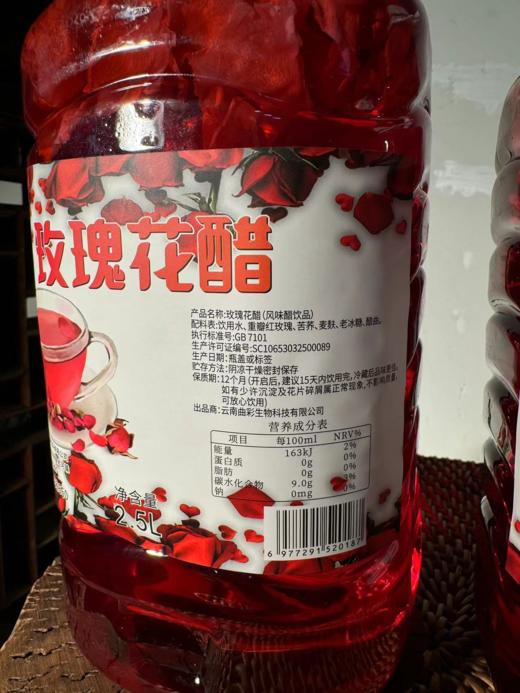 玫瑰花醋
产品名称:玫瑰花醋(风味醋饮品)
配料表:饮用水、重瓣红玫瑰、苦荞、麦麸、老冰糖、醋曲。
执行标准号:GB 7101
生产许可证编号:SC10653032500089
生产日期:瓶盖或标签
贮存方法:阴凉干燥密封保存
保质期:12个月(开启后,建议15天内饮用完,冷藏后品味更佳。
如有少许沉淀及花片碎屑属正常现象,不影响质量,
可放心饮用)
出品商:云南曲彩生物科技有限公司
营养成分表
项目 每100ml NRV%
能量 163kJ 2%
蛋白质 0g 0%
脂肪 0g 0%
碳水化合物 9.0g 3%
钠 0mg 0%
净含量
2.5L
6 977291 520187